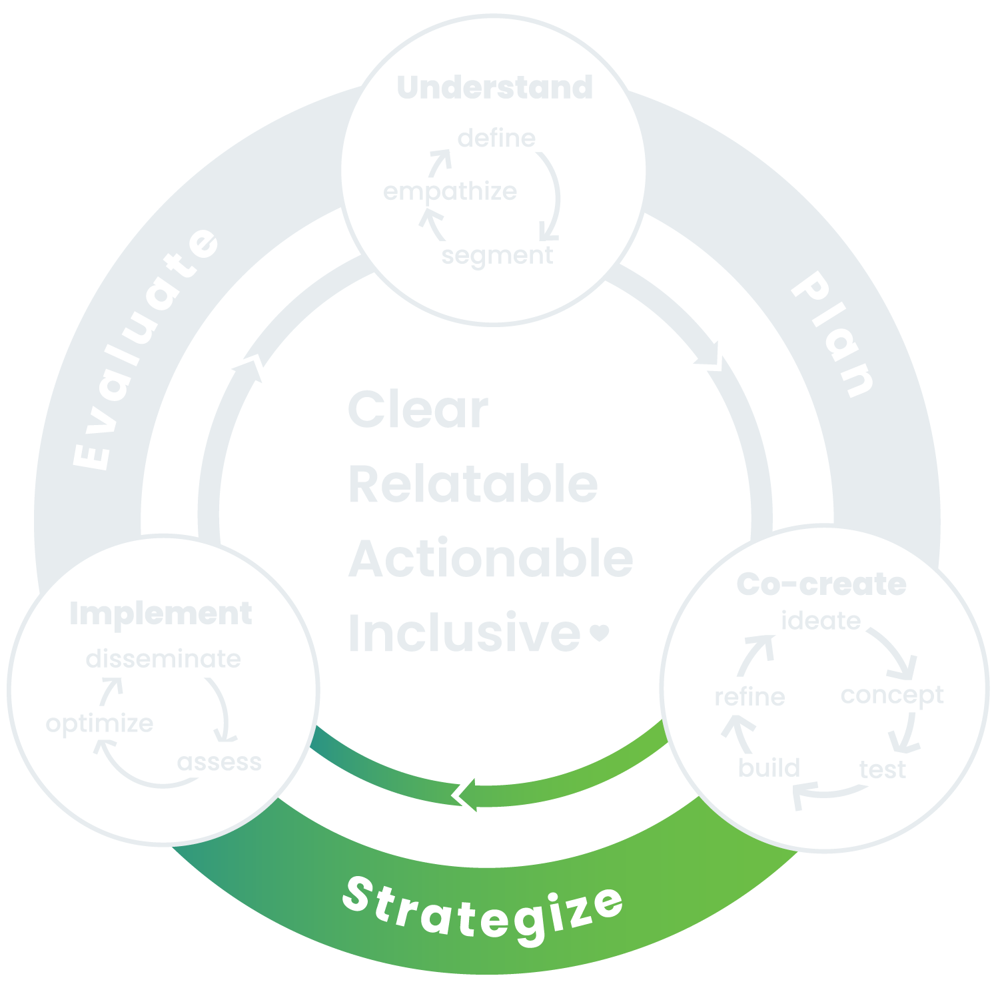 Understand
define
empathize
segment
Evaluate
Plan
Clear
Relatable
Actionable
Inclusive
Implement
disseminate
optimize
assess
Co-create
ideate
refine
concept
build
test
Strategize